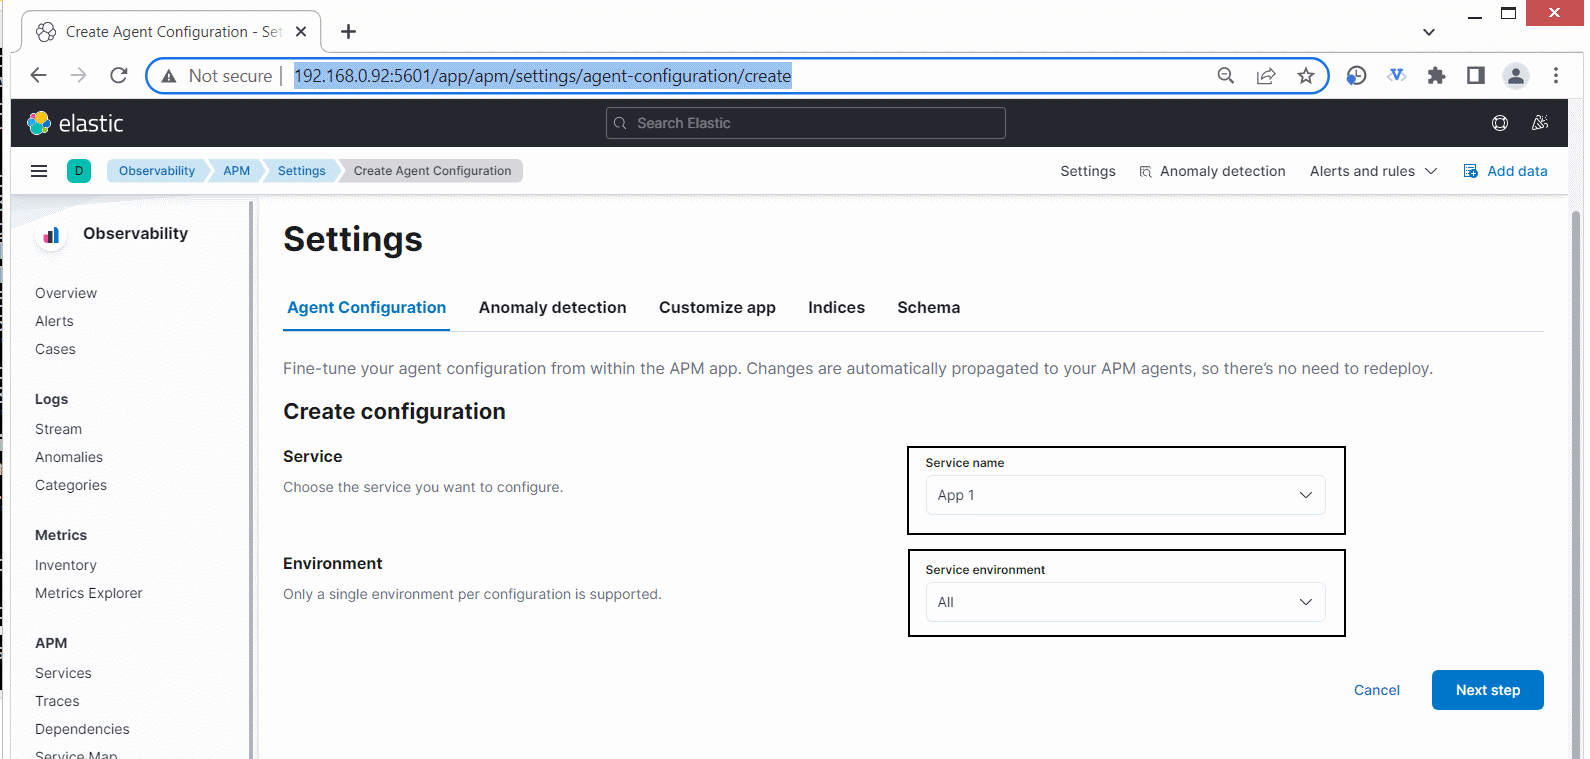 Create Agent Configuration - Set
Not secure 192.168.0.92:5601/app/apm/settings/agent-configuration/create
elastic
Search Elastic
D Observability APM Settings Create Agent Configuration Settings Anomaly detection Alerts and rules Add data
Observability
Overview
Alerts
Cases
Logs
Stream
Anomalies
Categories
Metrics
Inventory
Metrics Explorer
APM
Services
Traces
Dependencies
Service Map
Settings
Agent Configuration Anomaly detection Customize app Indices Schema
Fine-tune your agent configuration from within the APM app. Changes are automatically propagated to your APM agents, so there’s no need to redeploy.
Create configuration
Service
Choose the service you want to configure.
Service name
App 1
Environment
Only a single environment per configuration is supported.
Service environment
All
Cancel Next step